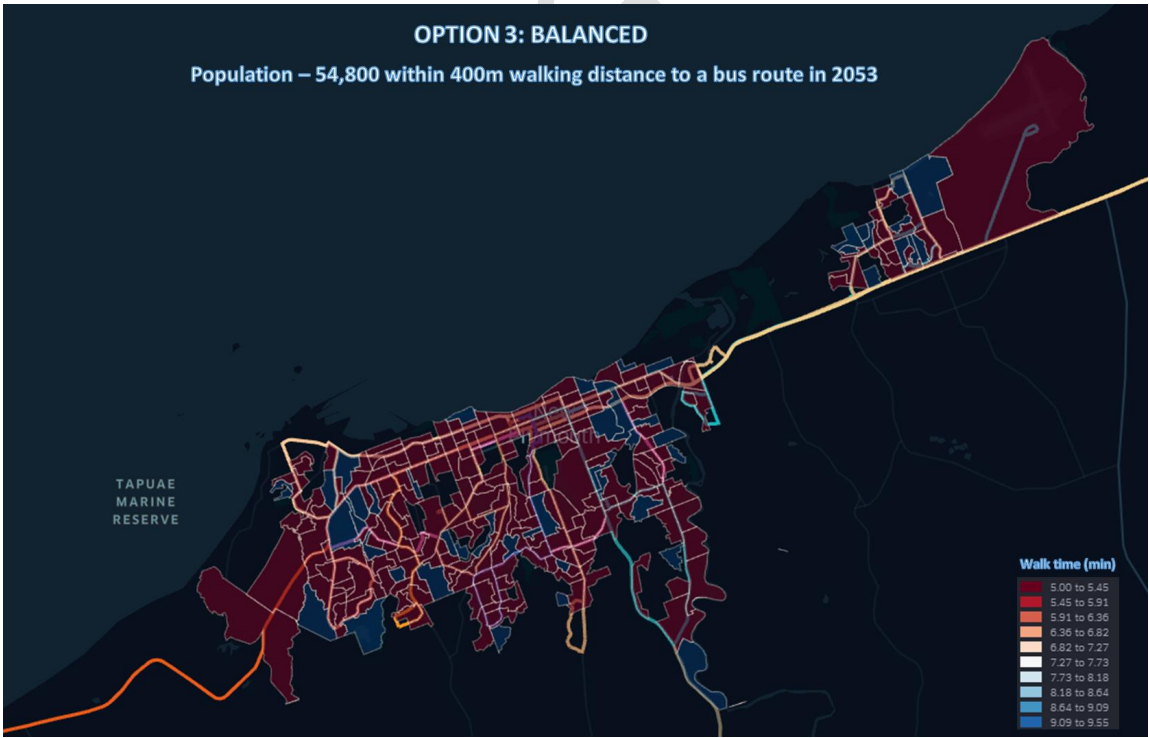 OPTION 3: BALANCED
Population – 54,800 within 400m walking distance to a bus route in 2053
TAPUAE
MARINE
RESERVE
Walk time (min)
5.00 to 5.45
5.45 to 5.91
5.91 to 6.36
6.36 to 6.82
6.82 to 7.27
7.27 to 7.73
7.73 to 8.18
8.18 to 8.64
8.64 to 9.09
9.09 to 9.55